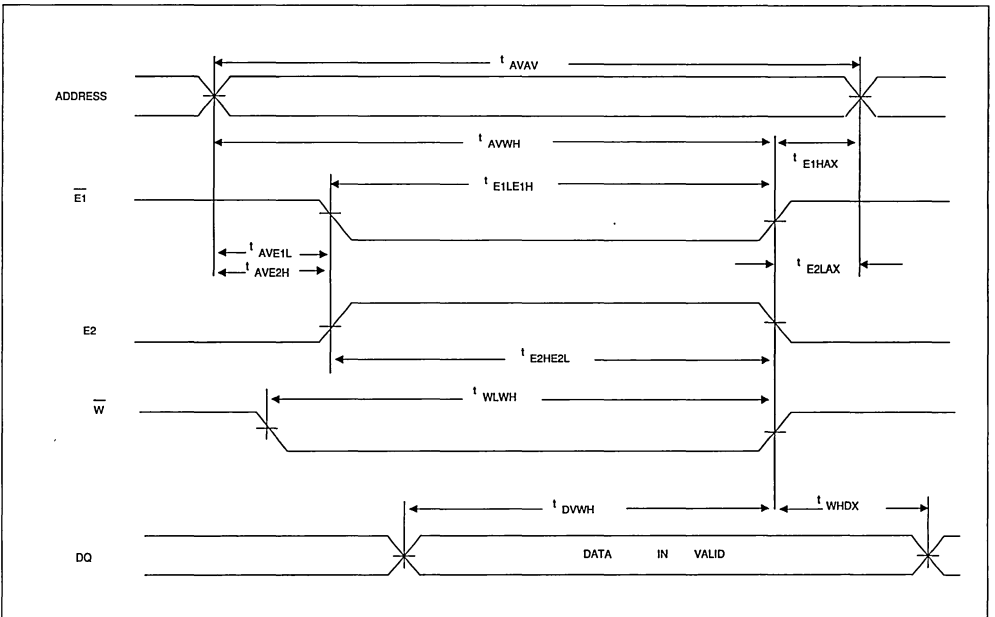 t AVAV
ADDRESS
t AVWH
t E1HAX
t E1LE1H
E1
t AVE1L
t E2LAX
t AVE2H
E2
t E2HE2L
t WLWH
W
t DVWH
t WHDX
DQ
DATA IN VALID